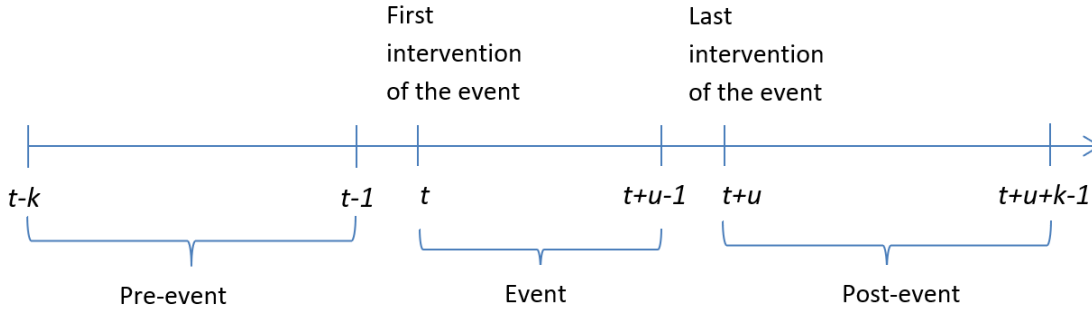 First
intervention
of the event
Last
intervention
of the event
t-k
t-1
t
t+u-1
t+u
t+u+k-1
Pre-event
Event
Post-event